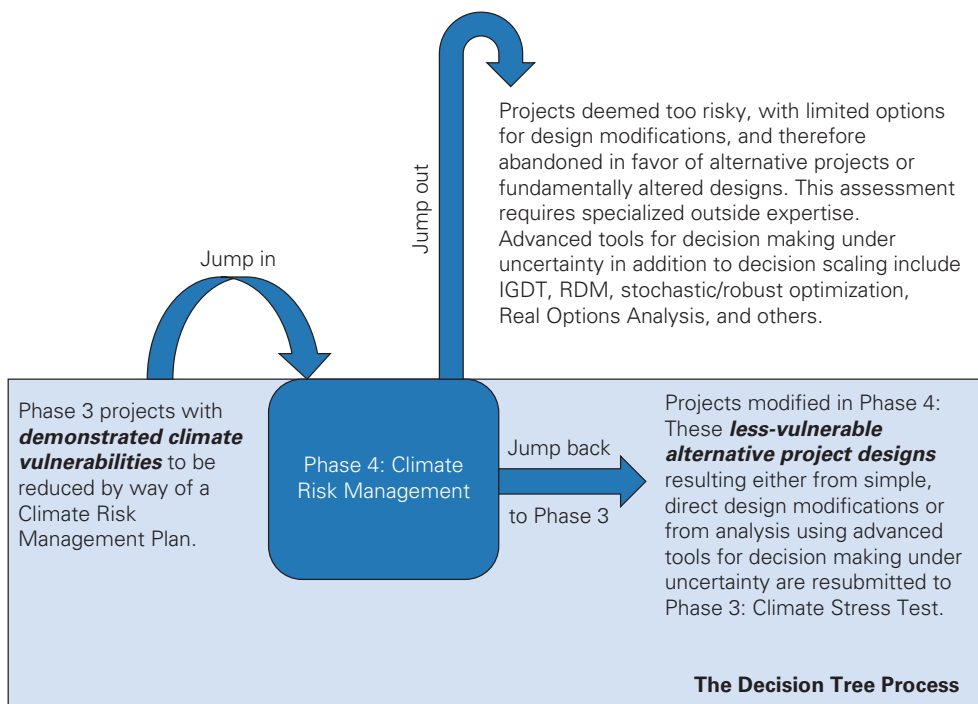 Jump out
Projects deemed too risky, with limited options
for design modifications, and therefore
abandoned in favor of alternative projects or
fundamentally altered designs. This assessment
requires specialized outside expertise.
Advanced tools for decision making under
uncertainty in addition to decision scaling include
IGDT, RDM, stochastic/robust optimization,
Real Options Analysis, and others.
Jump in
Phase 3 projects with
demonstrated climate
vulnerabilities to be
reduced by way of a
Climate Risk
Management Plan.
Phase 4: Climate
Risk Management
Jump back
to Phase 3
Projects modified in Phase 4:
These less-vulnerable
alternative project designs
resulting either from simple,
direct design modifications or
from analysis using advanced
tools for decision making under
uncertainty are resubmitted to
Phase 3: Climate Stress Test.
The Decision Tree Process